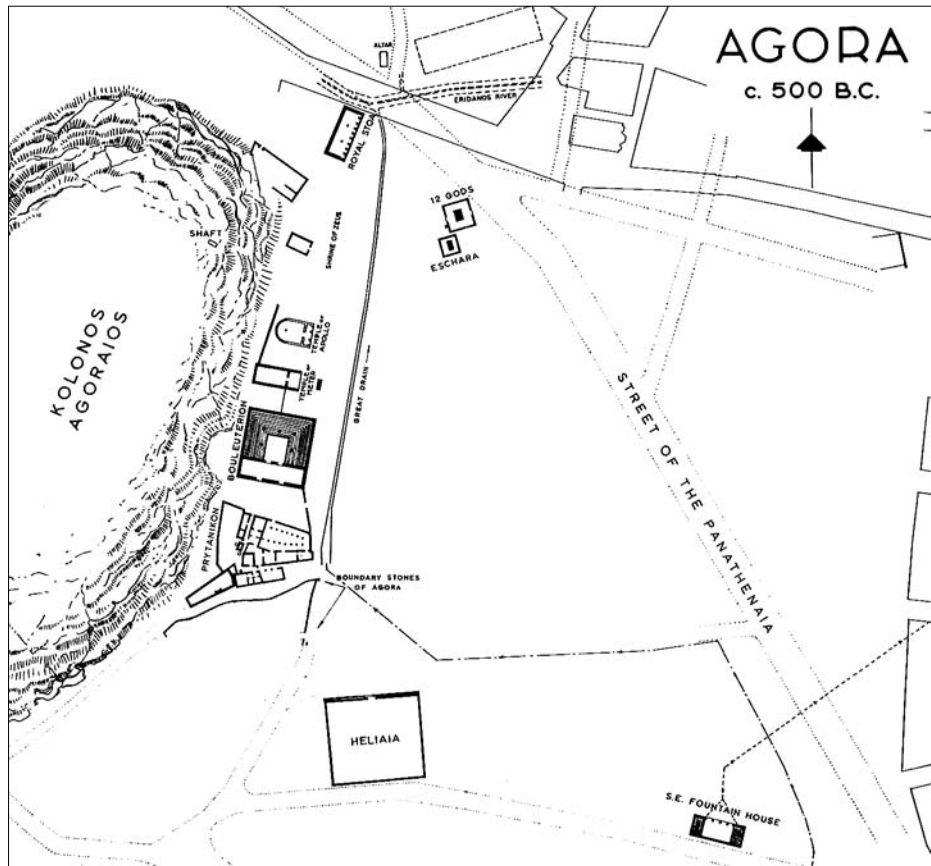 AGORA
c. 500 B.C.
ALTAR
ERIDANOS RIVER
ROYAL STOA
12 GODS
ESCHARA
SHRINE OF ZEUS
SHAFT
KOLONOS
AGORAIOS
TEMPLE OF
APOLLO
TEMPLE OF
METER
GREAT DRAIN
BOULEUTERION
STREET OF THE PANATHENAIA
PRYTANIKON
BOUNDARY STONES
OF AGORA
HELIAIA
S.E. FOUNTAIN HOUSE